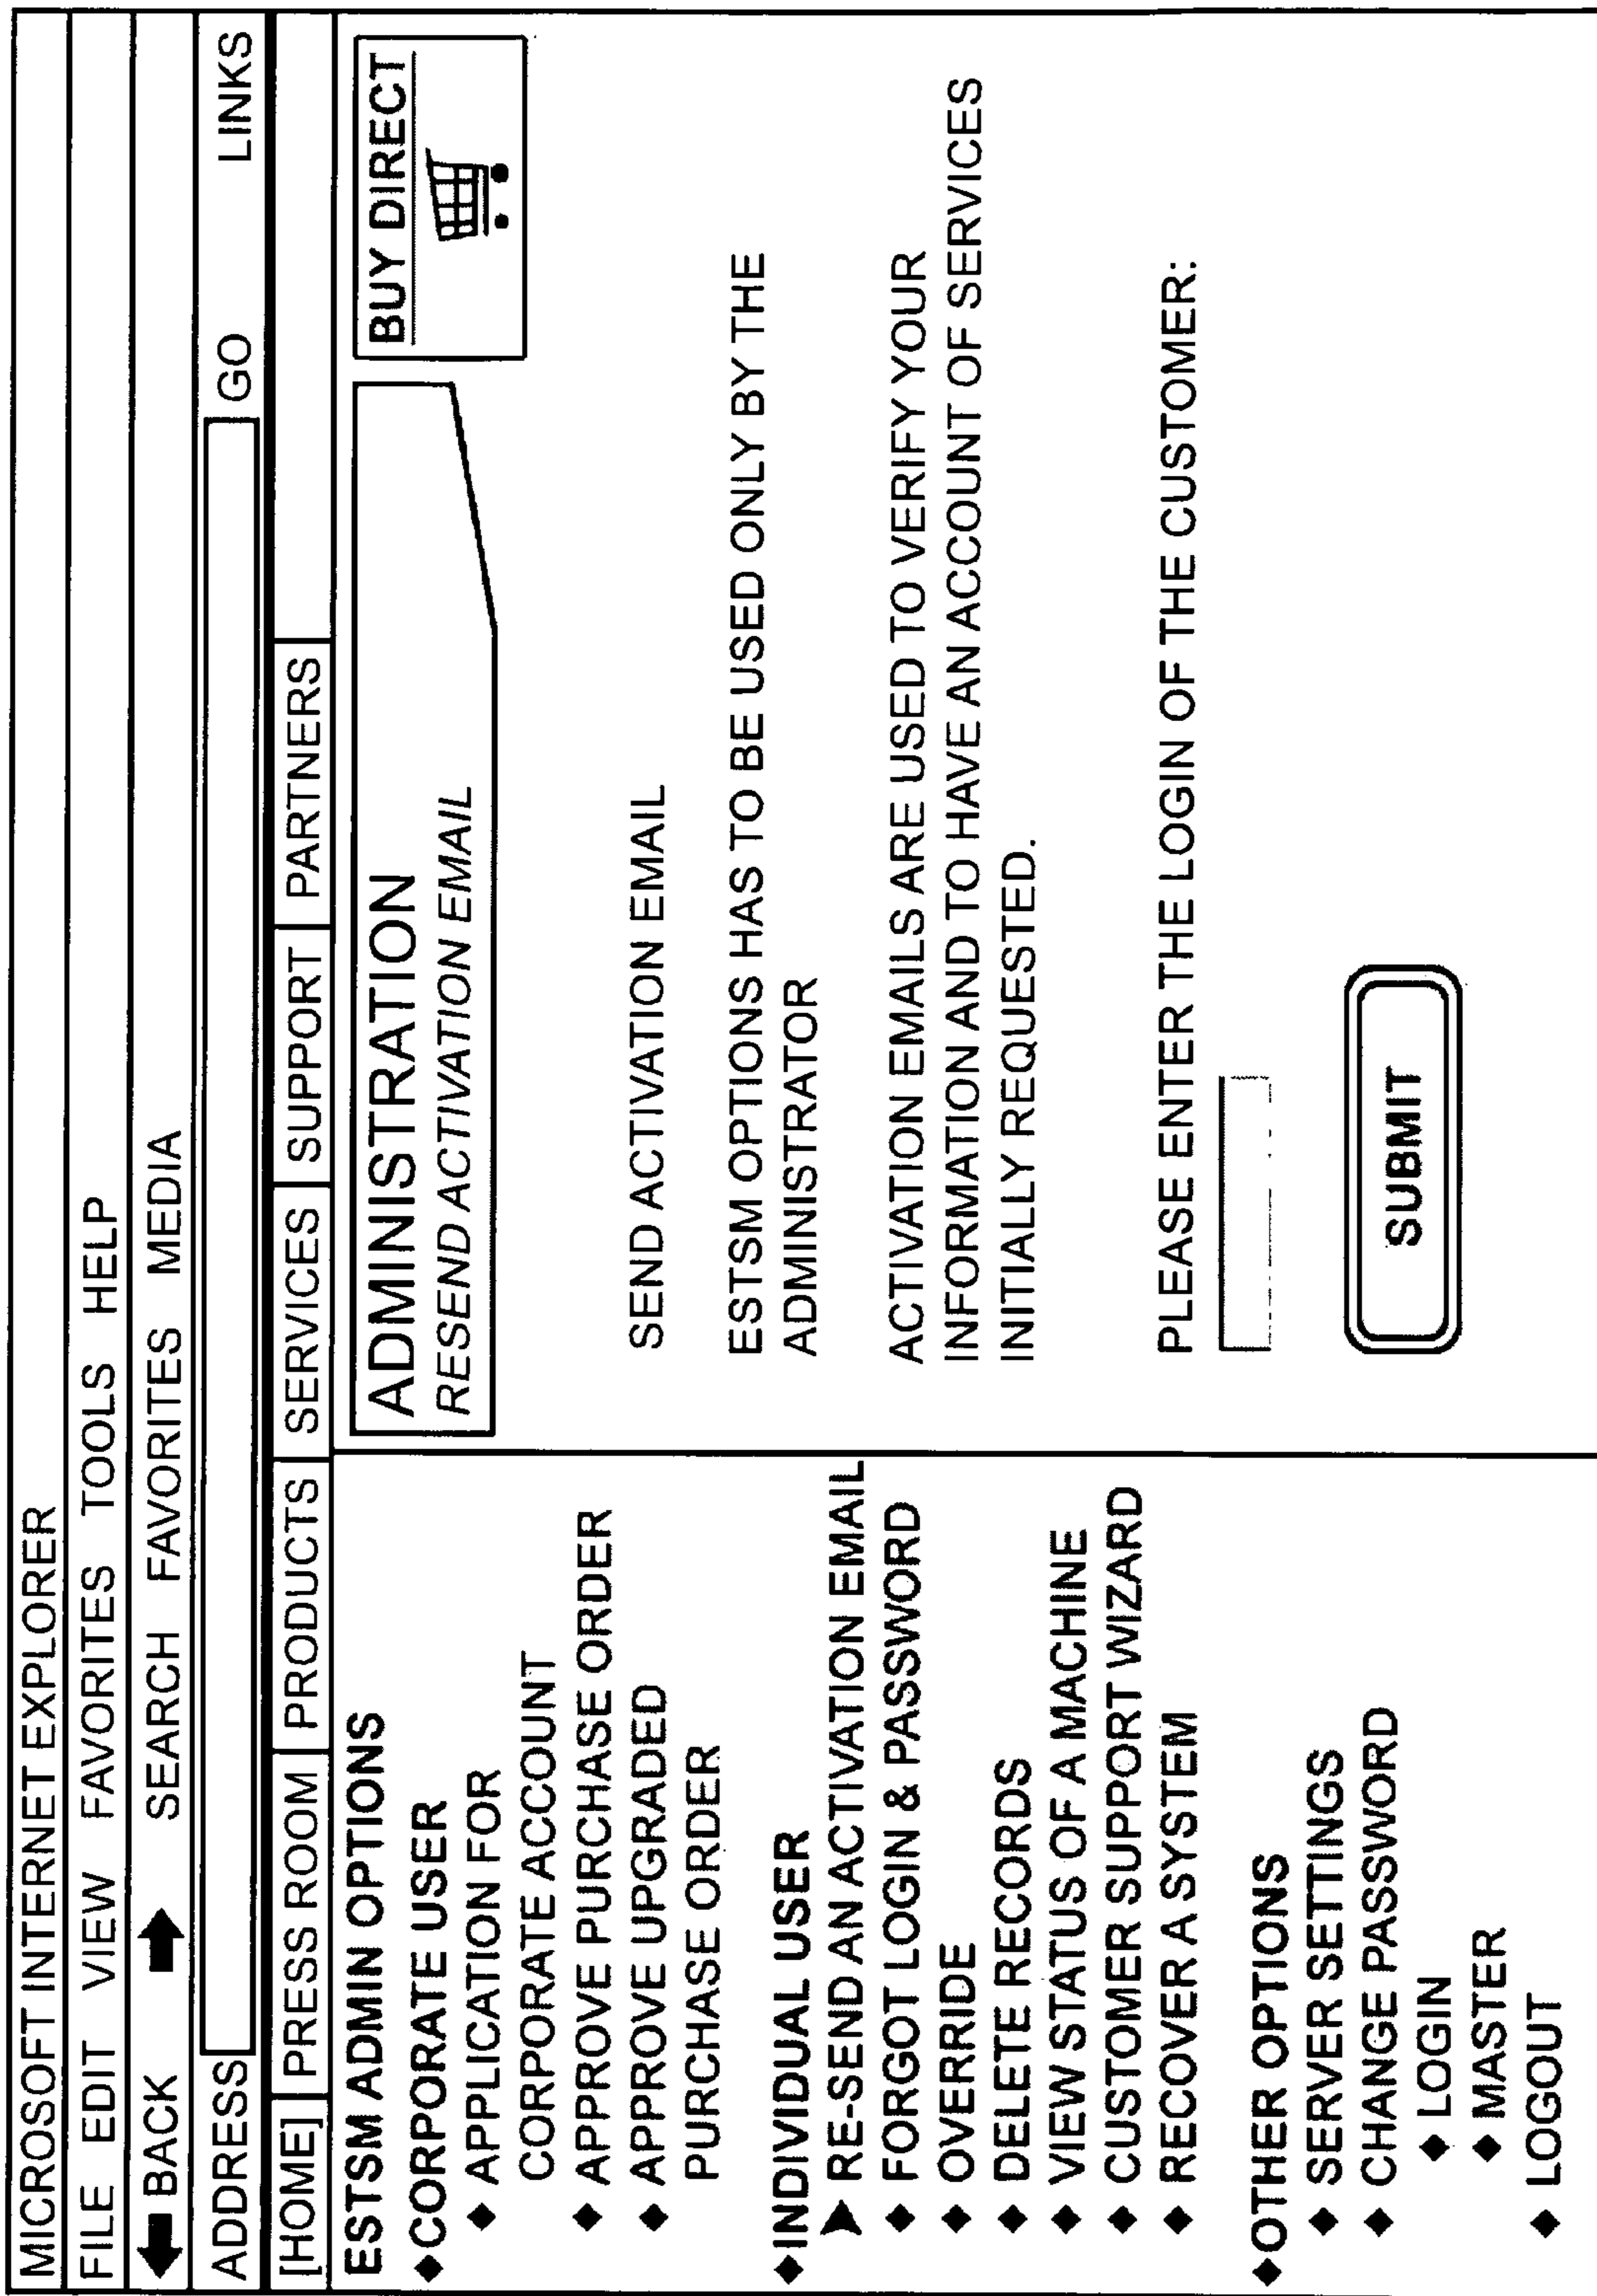 MICROSOFT INTERNET EXPLORER
FILE EDIT VIEW FAVORITES TOOLS HELP
BACK SEARCH FAVORITES MEDIA
ADDRESS GO LINKS
[HOME] PRESS ROOM PRODUCTS SERVICES SUPPORT PARTNERS
ESTSM ADMIN OPTIONS
CORPORATE USER
APPLICATION FOR
CORPORATE ACCOUNT
APPROVE PURCHASE ORDER
APPROVE UPGRADED
PURCHASE ORDER
INDIVIDUAL USER
RE-SEND AN ACTIVATION EMAIL
FORGOT LOGIN & PASSWORD
OVERRIDE
DELETE RECORDS
VIEW STATUS OF A MACHINE
CUSTOMER SUPPORT WIZARD
RECOVER A SYSTEM
OTHER OPTIONS
SERVER SETTINGS
CHANGE PASSWORD
LOGIN
MASTER
LOGOUT
ADMINISTRATION
RESEND ACTIVATION EMAIL
BUY DIRECT
SEND ACTIVATION EMAIL
ESTSM OPTIONS HAS TO BE USED ONLY BY THE
ADMINISTRATOR
ACTIVATION EMAILS ARE USED TO VERIFY YOUR
INFORMATION AND TO HAVE AN ACCOUNT OF SERVICES
INITIALLY REQUESTED.
PLEASE ENTER THE LOGIN OF THE CUSTOMER:
SUBMIT